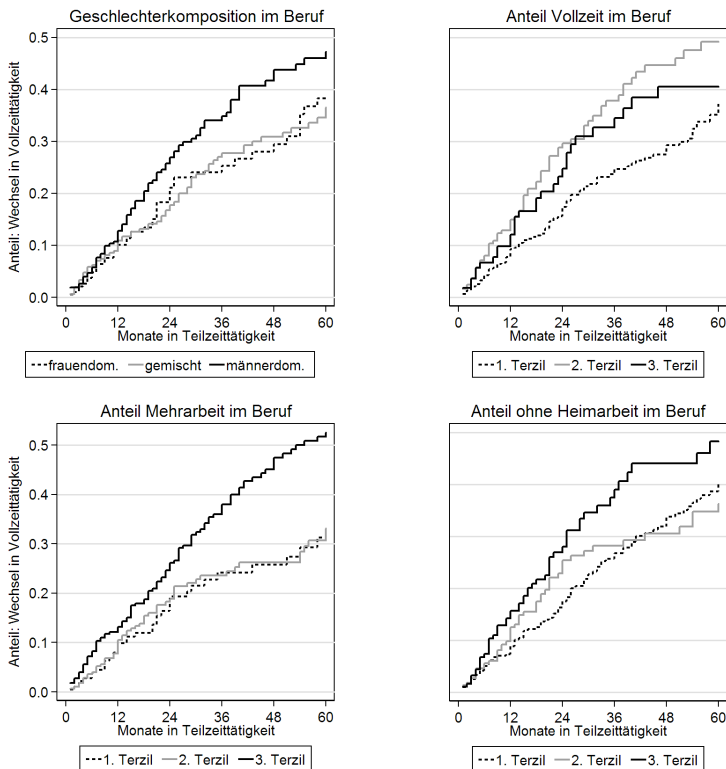 Geschlechterkomposition im Beruf
Anteil: Wechsel in Vollzeittätigkeit
0.5
0.4
0.3
0.2
0.1
0.0
0 12 24 36 48 60
Monate in Teilzeittätigkeit
frauendom. gemischt männerdom.
Anteil Vollzeit im Beruf
0 12 24 36 48 60
Monate in Teilzeittätigkeit
1. Terzil 2. Terzil 3. Terzil
Anteil Mehrarbeit im Beruf
Anteil: Wechsel in Vollzeittätigkeit
0.5
0.4
0.3
0.2
0.1
0.0
0 12 24 36 48 60
Monate in Teilzeittätigkeit
1. Terzil 2. Terzil 3. Terzil
Anteil ohne Heimarbeit im Beruf
0 12 24 36 48 60
Monate in Teilzeittätigkeit
1. Terzil 2. Terzil 3. Terzil